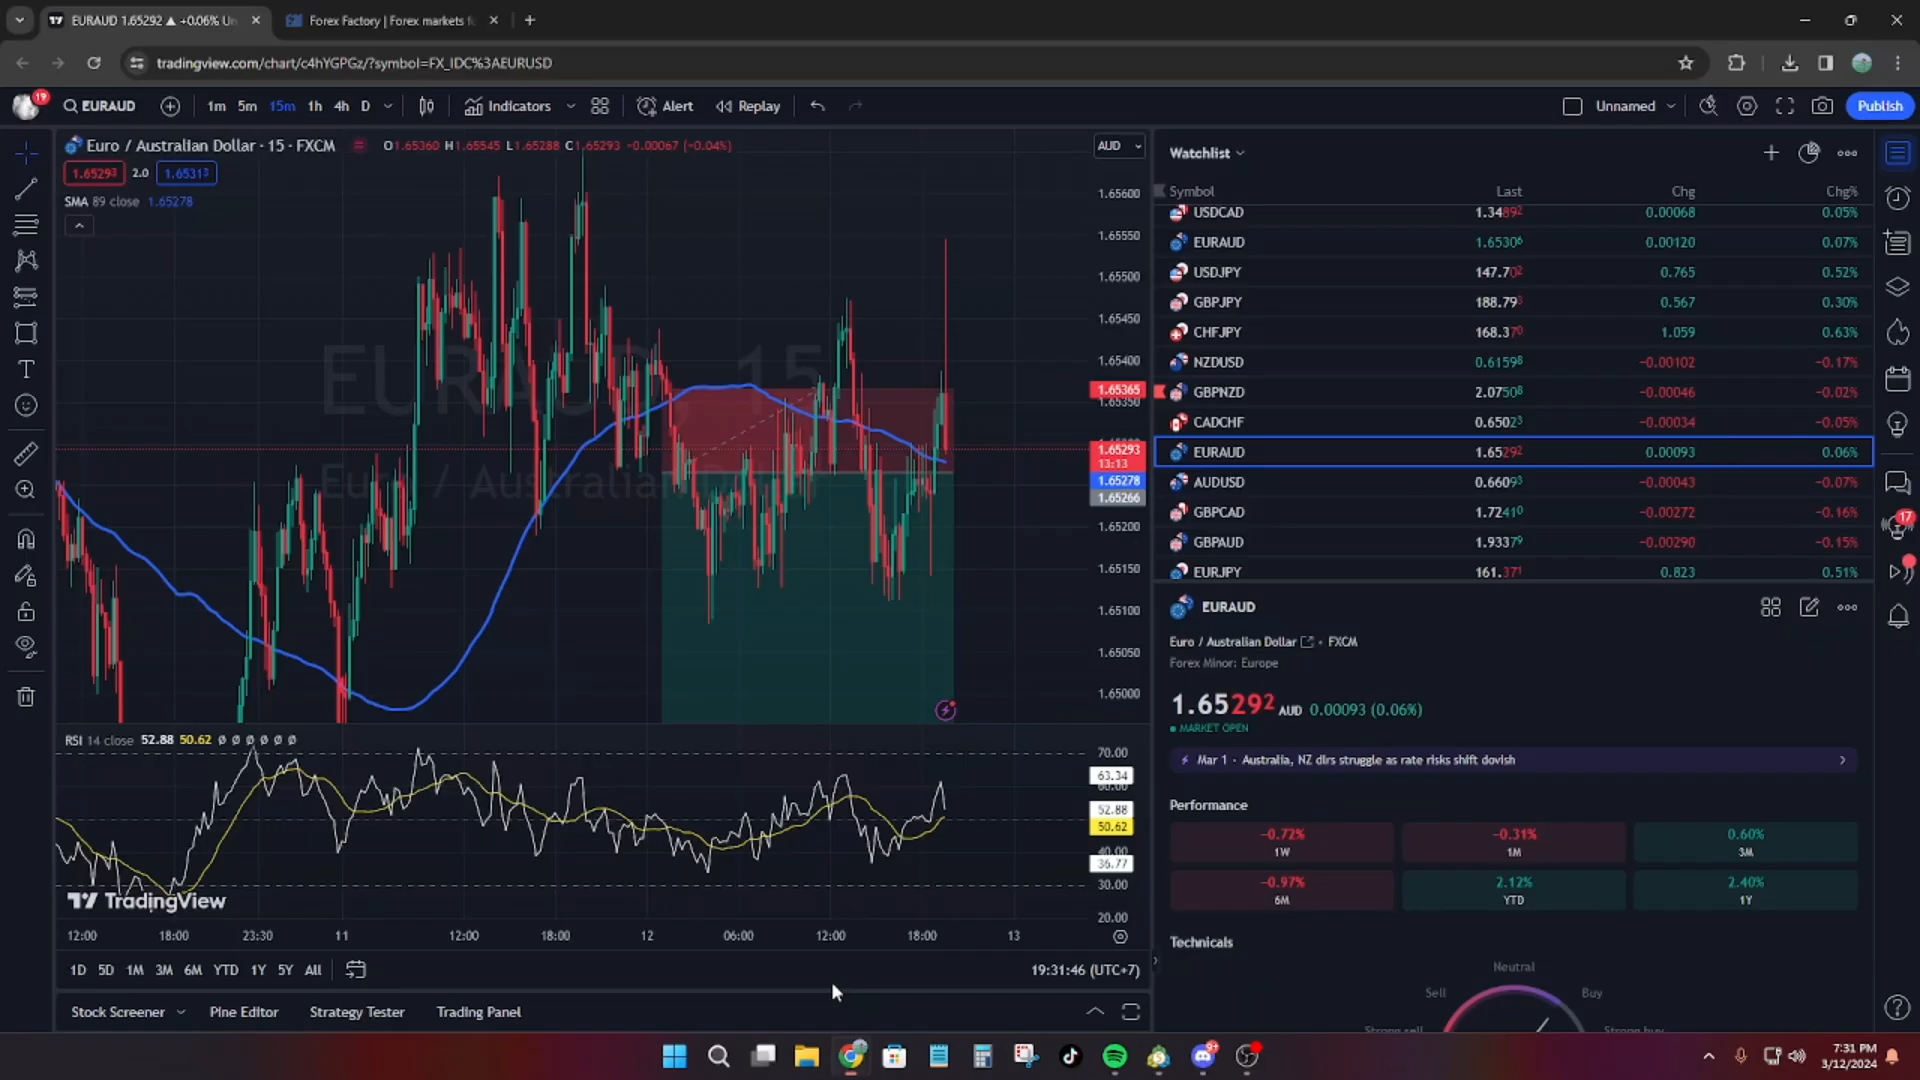 EURAUD 1.65292 ▲ +0.06% Un
Forex Factory | Forex markets f
tradingview.com/chart/c4hYGPGz/?symbol=FX_IDC%3AEURUSD
19
EURAUD
1m 5m 15m 1h 4h D
Indicators
Alert
Replay
Unnamed
Publish
Euro / Australian Dollar · 15 · FXCM
O1.65360 H1.65545 L1.65288 C1.65293 −0.00067 (−0.04%)
AUD
1.65293 2.0 1.65313
SMA 89 close 1.65278
EURAUD, 15
Euro / Australian Dollar
1.65600
1.65550
1.65500
1.65450
1.65400
1.65365
1.65350
1.65293
13:13
1.65278
1.65266
1.65200
1.65150
1.65100
1.65050
1.65000
RSI 14 close 52.88 50.62 ø ø ø ø ø ø
70.00
63.34
60.00
52.88
50.62
40.00
36.77
30.00
20.00
TradingView
12:00 18:00 23:30 11 12:00 18:00 12 06:00 12:00 18:00 13
1D 5D 1M 3M 6M YTD 1Y 5Y All
19:31:46 (UTC+7)
Stock Screener
Pine Editor
Strategy Tester
Trading Panel
Watchlist
Symbol Last Chg Chg%
USDCAD 1.34892 0.00068 0.05%
EURAUD 1.65306 0.00120 0.07%
USDJPY 147.702 0.765 0.52%
GBPJPY 188.793 0.567 0.30%
CHFJPY 168.370 1.059 0.63%
NZDUSD 0.61598 −0.00102 −0.17%
GBPNZD 2.07508 −0.00046 −0.02%
CADCHF 0.65023 −0.00034 −0.05%
EURAUD 1.65292 0.00093 0.06%
AUDUSD 0.66093 −0.00043 −0.07%
GBPCAD 1.72410 −0.00272 −0.16%
GBPAUD 1.93379 −0.00290 −0.15%
EURJPY 161.371 0.823 0.51%
EURAUD
Euro / Australian Dollar • FXCM
Forex Minor: Europe
1.65292 AUD 0.00093 (0.06%)
MARKET OPEN
Mar 1 · Australia, NZ dlrs struggle as rate risks shift dovish
Performance
−0.72% −0.31% 0.60%
1W 1M 3M
−0.97% 2.12% 2.40%
6M YTD 1Y
Technicals
Neutral
Sell Buy
Strong sell Strong buy
17
9+
7:31 PM
3/12/2024